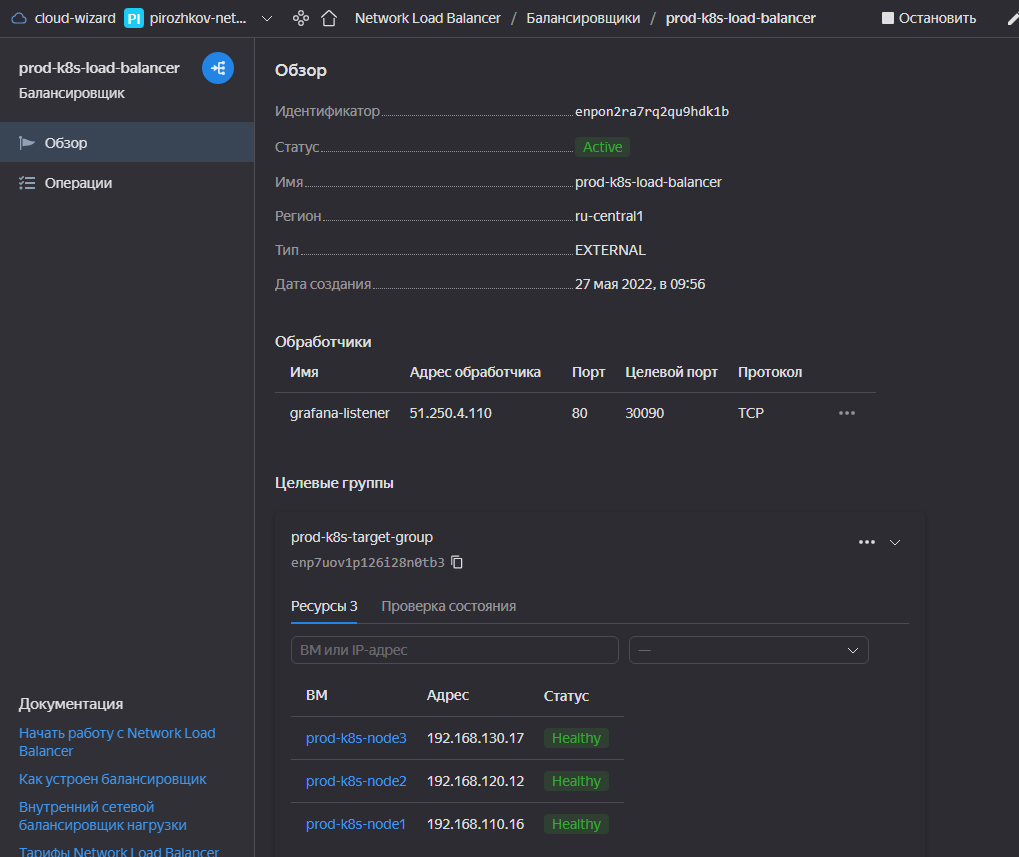 cloud-wizard PI pirozhkov-net... Network Load Balancer / Балансировщики / prod-k8s-load-balancer Остановить
prod-k8s-load-balancer
Балансировщик
Обзор
Операции
Документация
Начать работу с Network Load
Balancer
Как устроен балансировщик
Внутренний сетевой
балансировщик нагрузки
Тарифы Network Load Balancer
Обзор
Идентификатор enpon2ra7rq2qu9hdk1b
Статус Active
Имя prod-k8s-load-balancer
Регион ru-central1
Тип EXTERNAL
Дата создания 27 мая 2022, в 09:56
Обработчики
Имя Адрес обработчика Порт Целевой порт Протокол
grafana-listener 51.250.4.110 80 30090 TCP
Целевые группы
prod-k8s-target-group
enp7uov1p126i28n0tb3
Ресурсы 3 Проверка состояния
ВМ или IP-адрес —
ВМ Адрес Статус
prod-k8s-node3 192.168.130.17 Healthy
prod-k8s-node2 192.168.120.12 Healthy
prod-k8s-node1 192.168.110.16 Healthy